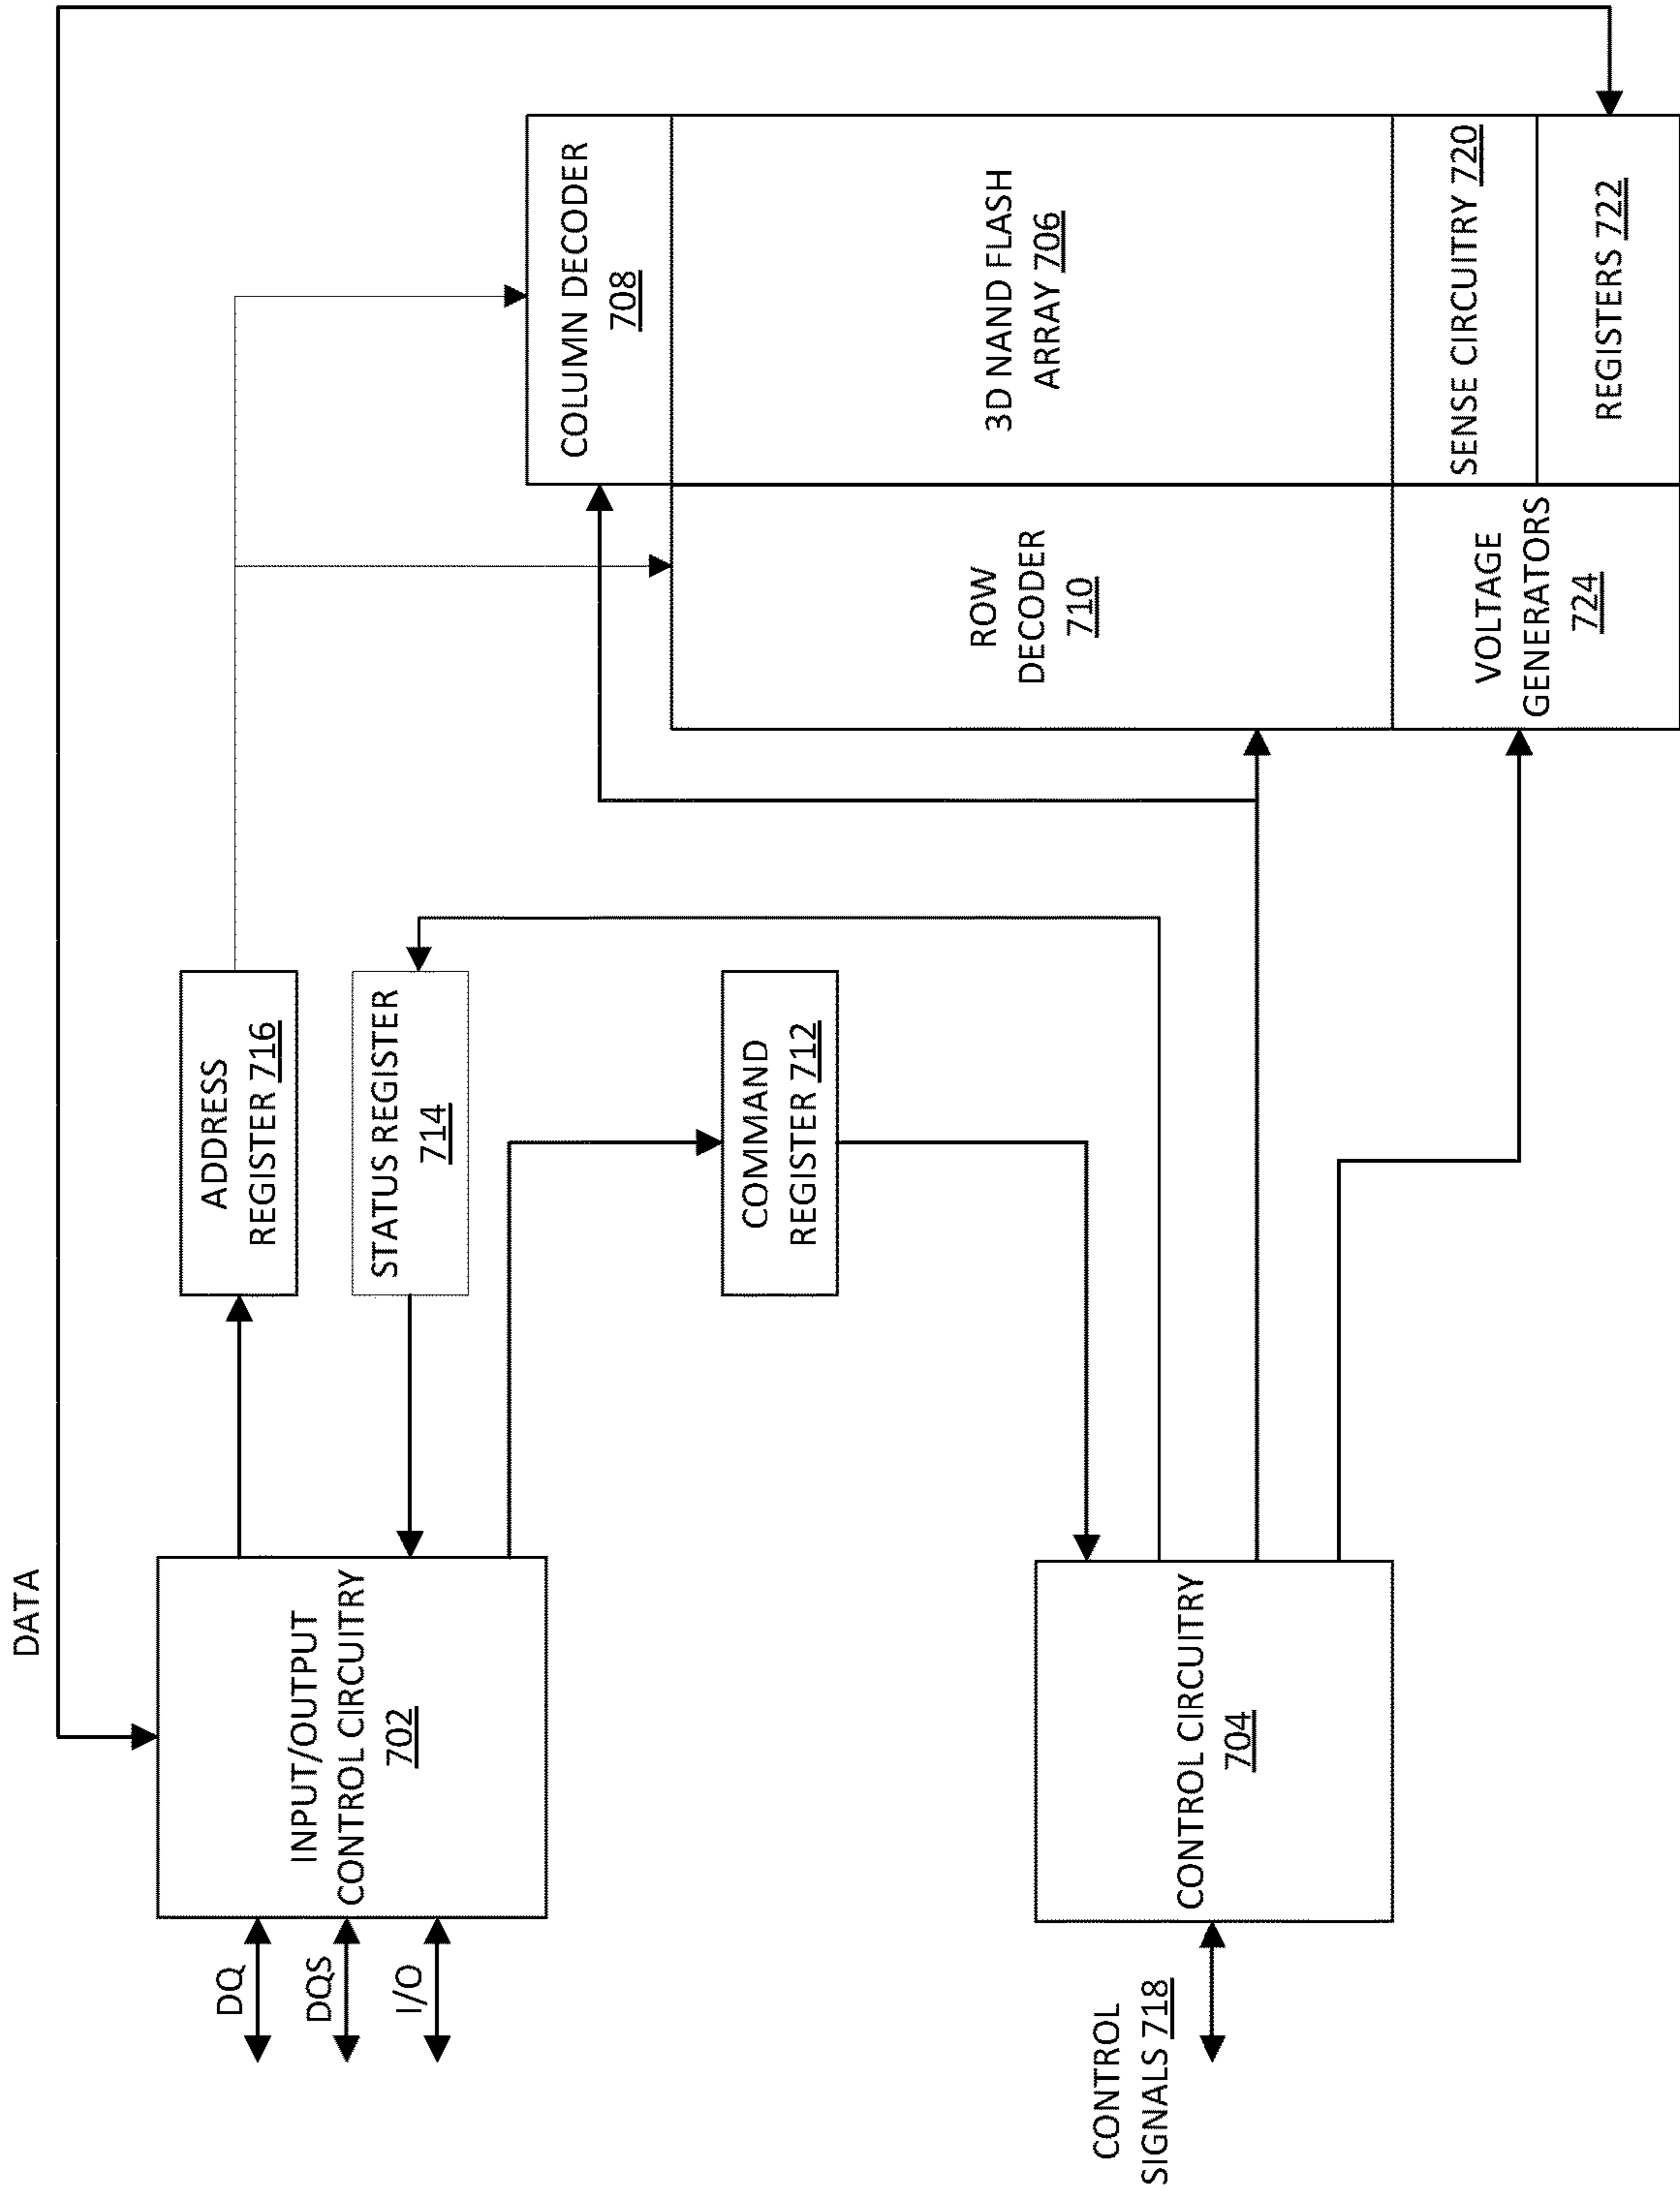 DATA
DQ
DQS
I/O
INPUT/OUTPUT
CONTROL CIRCUITRY
702
ADDRESS
REGISTER 716
STATUS REGISTER
714
COMMAND
REGISTER 712
CONTROL
SIGNALS 718
CONTROL CIRCUITRY
704
COLUMN DECODER
708
ROW
DECODER
710
3D NAND FLASH
ARRAY 706
VOLTAGE
GENERATORS
724
SENSE CIRCUITRY 720
REGISTERS 722